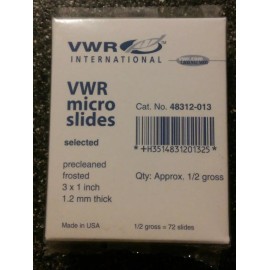 VWR
INTERNATIONAL
VWR
micro
slides
Cat. No. 48312-013
*+H3514831201325*
selected
precleaned
frosted
3 x 1 inch
1.2 mm thick
Qty: Approx. 1/2 gross
Made in USA
1/2 gross = 72 slides